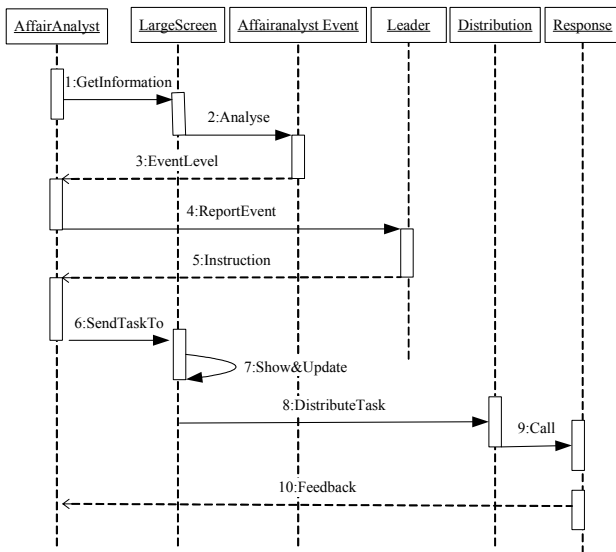 AffairAnalyst
LargeScreen
Affairanalyst Event
Leader
Distribution
Response
1:GetInformation
2:Analyse
3:EventLevel
4:ReportEvent
5:Instruction
6:SendTaskTo
7:Show&Update
8:DistributeTask
9:Call
10:Feedback